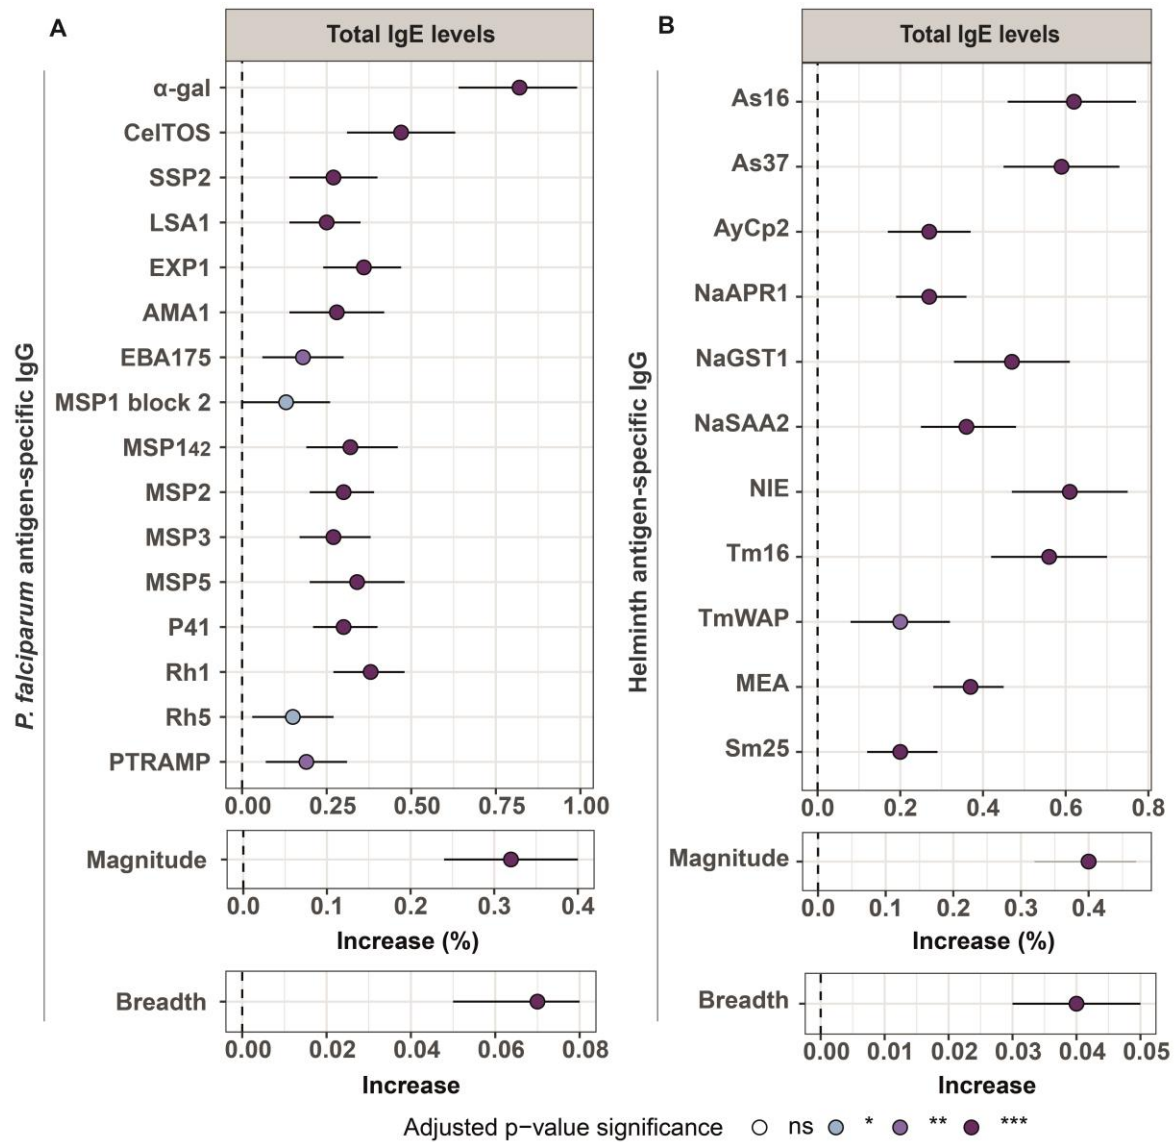 A
Total IgE levels
P. falciparum antigen-specific IgG
α-gal
CelTOS
SSP2
LSA1
EXP1
AMA1
EBA175
MSP1 block 2
MSP142
MSP2
MSP3
MSP5
P41
Rh1
Rh5
PTRAMP
0.00 0.25 0.50 0.75 1.00
Magnitude
0.0 0.1 0.2 0.3 0.4
Increase (%)
Breadth
0.00 0.02 0.04 0.06 0.08
Increase
B
Total IgE levels
Helminth antigen-specific IgG
As16
As37
AyCp2
NaAPR1
NaGST1
NaSAA2
NIE
Tm16
TmWAP
MEA
Sm25
0.0 0.2 0.4 0.6 0.8
Magnitude
0.0 0.1 0.2 0.3 0.4
Increase (%)
Breadth
0.00 0.01 0.02 0.03 0.04 0.05
Increase
Adjusted p−value significance ns * ** ***